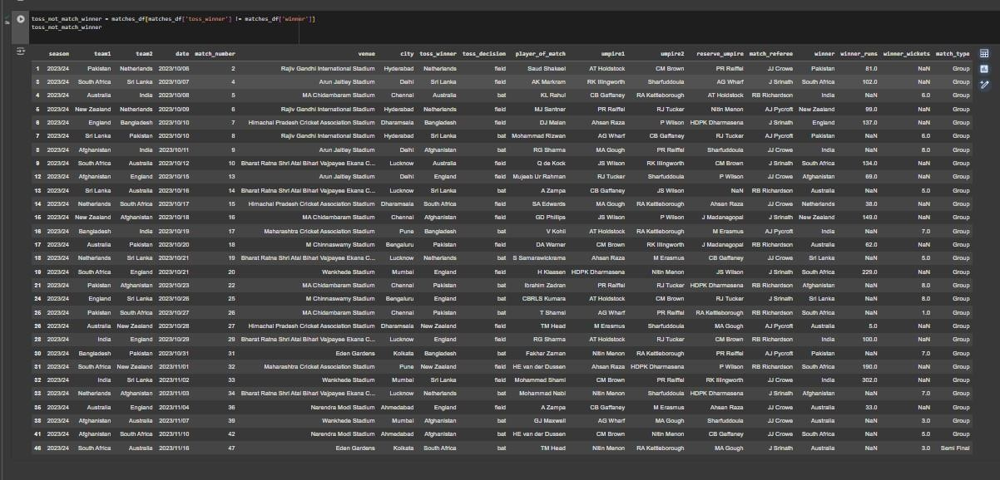 toss_not_match_winner = matches_df[matches_df['toss_winner'] != matches_df['winner']]
toss_not_match_winner
season team1 team2 date match_number venue city toss_winner toss_decision player_of_match umpire1 umpire2 reserve_umpire match_referee winner winner_runs winner_wickets match_type
1 2023/24 Pakistan Netherlands 2023/10/06 2 Rajiv Gandhi International Stadium Hyderabad Netherlands field Saud Shakeel AT Holdstock CM Brown PR Reiffel JJ Crowe Pakistan 81.0 NaN Group
3 2023/24 South Africa Sri Lanka 2023/10/07 4 Arun Jaitley Stadium Delhi Sri Lanka field AK Markram RK Illingworth Sharfuddoula AG Wharf J Srinath South Africa 102.0 NaN Group
4 2023/24 Australia India 2023/10/08 5 MA Chidambaram Stadium Chennai Australia bat KL Rahul CB Gaffaney RA Kettleborough AT Holdstock RB Richardson India NaN 6.0 Group
5 2023/24 New Zealand Netherlands 2023/10/09 6 Rajiv Gandhi International Stadium Hyderabad Netherlands field MJ Santner PR Reiffel RJ Tucker Nitin Menon AJ Pycroft New Zealand 99.0 NaN Group
6 2023/24 England Bangladesh 2023/10/10 7 Himachal Pradesh Cricket Association Stadium Dharamsala Bangladesh field DJ Malan Ahsan Raza P Wilson HDPK Dharmasena J Srinath England 137.0 NaN Group
7 2023/24 Sri Lanka Pakistan 2023/10/10 8 Rajiv Gandhi International Stadium Hyderabad Sri Lanka bat Mohammad Rizwan AG Wharf CB Gaffaney RJ Tucker AJ Pycroft Pakistan NaN 6.0 Group
8 2023/24 Afghanistan India 2023/10/11 9 Arun Jaitley Stadium Delhi Afghanistan bat RG Sharma MA Gough PR Reiffel Sharfuddoula JJ Crowe India NaN 8.0 Group
9 2023/24 South Africa Australia 2023/10/12 10 Bharat Ratna Shri Atal Bihari Vajpayee Ekana C... Lucknow Australia field Q de Kock JS Wilson RK Illingworth CM Brown J Srinath South Africa 134.0 NaN Group
12 2023/24 Afghanistan England 2023/10/15 13 Arun Jaitley Stadium Delhi England field Mujeeb Ur Rahman RJ Tucker Sharfuddoula P Wilson JJ Crowe Afghanistan 69.0 NaN Group
13 2023/24 Sri Lanka Australia 2023/10/16 14 Bharat Ratna Shri Atal Bihari Vajpayee Ekana C... Lucknow Sri Lanka bat A Zampa CB Gaffaney JS Wilson NaN RB Richardson Australia NaN 5.0 Group
14 2023/24 Netherlands South Africa 2023/10/17 15 Himachal Pradesh Cricket Association Stadium Dharamsala South Africa field SA Edwards MA Gough RA Kettleborough Ahsan Raza JJ Crowe Netherlands 38.0 NaN Group
15 2023/24 New Zealand Afghanistan 2023/10/18 16 MA Chidambaram Stadium Chennai Afghanistan field GD Phillips JS Wilson P Wilson J Madanagopal J Srinath New Zealand 149.0 NaN Group
16 2023/24 Bangladesh India 2023/10/19 17 Maharashtra Cricket Association Stadium Pune Bangladesh bat V Kohli AT Holdstock RA Kettleborough M Erasmus AJ Pycroft India NaN 7.0 Group
17 2023/24 Australia Pakistan 2023/10/20 18 M Chinnaswamy Stadium Bengaluru Pakistan field DA Warner CM Brown RK Illingworth J Madanagopal RB Richardson Australia 62.0 NaN Group
18 2023/24 Netherlands Sri Lanka 2023/10/21 19 Bharat Ratna Shri Atal Bihari Vajpayee Ekana C... Lucknow Netherlands bat S Samarawickrama Ahsan Raza M Erasmus CB Gaffaney JJ Crowe Sri Lanka NaN 5.0 Group
19 2023/24 South Africa England 2023/10/21 20 Wankhede Stadium Mumbai England field H Klaasen HDPK Dharmasena Nitin Menon JS Wilson J Srinath South Africa 229.0 NaN Group
21 2023/24 Pakistan Afghanistan 2023/10/23 22 MA Chidambaram Stadium Chennai Pakistan bat Ibrahim Zadran PR Reiffel RJ Tucker HDPK Dharmasena RB Richardson Afghanistan NaN 8.0 Group
24 2023/24 England Sri Lanka 2023/10/26 25 M Chinnaswamy Stadium Bengaluru England bat CBRLS Kumara AT Holdstock CM Brown RJ Tucker J Srinath Sri Lanka NaN 8.0 Group
25 2023/24 Pakistan South Africa 2023/10/27 26 MA Chidambaram Stadium Chennai Pakistan bat T Shamsi AG Wharf PR Reiffel RA Kettleborough RB Richardson South Africa NaN 1.0 Group
26 2023/24 Australia New Zealand 2023/10/28 27 Himachal Pradesh Cricket Association Stadium Dharamsala New Zealand field TM Head M Erasmus Sharfuddoula MA Gough AJ Pycroft Australia 5.0 NaN Group
28 2023/24 India England 2023/10/29 29 Bharat Ratna Shri Atal Bihari Vajpayee Ekana C... Lucknow England field RG Sharma AT Holdstock RJ Tucker CM Brown RB Richardson India 100.0 NaN Group
30 2023/24 Bangladesh Pakistan 2023/10/31 31 Eden Gardens Kolkata Bangladesh bat Fakhar Zaman Nitin Menon RA Kettleborough PR Reiffel AJ Pycroft Pakistan NaN 7.0 Group
31 2023/24 South Africa New Zealand 2023/11/01 32 Maharashtra Cricket Association Stadium Pune New Zealand field HE van der Dussen Ahsan Raza HDPK Dharmasena P Wilson RB Richardson South Africa 190.0 NaN Group
32 2023/24 India Sri Lanka 2023/11/02 33 Wankhede Stadium Mumbai Sri Lanka field Mohammed Shami CM Brown PR Reiffel RK Illingworth JJ Crowe India 302.0 NaN Group
33 2023/24 Netherlands Afghanistan 2023/11/03 34 Bharat Ratna Shri Atal Bihari Vajpayee Ekana C... Lucknow Netherlands bat Mohammad Nabi Nitin Menon Sharfuddoula HDPK Dharmasena J Srinath Afghanistan NaN 7.0 Group
35 2023/24 Australia England 2023/11/04 36 Narendra Modi Stadium Ahmedabad England field A Zampa CB Gaffaney M Erasmus Ahsan Raza JJ Crowe Australia 33.0 NaN Group
38 2023/24 Afghanistan Australia 2023/11/07 39 Wankhede Stadium Mumbai Afghanistan bat GJ Maxwell AG Wharf MA Gough Sharfuddoula JJ Crowe Australia NaN 3.0 Group
41 2023/24 Afghanistan South Africa 2023/11/10 42 Narendra Modi Stadium Ahmedabad Afghanistan bat HE van der Dussen CM Brown Nitin Menon CB Gaffaney JJ Crowe South Africa NaN 5.0 Group
46 2023/24 South Africa Australia 2023/11/16 47 Eden Gardens Kolkata South Africa bat TM Head Nitin Menon RA Kettleborough MA Gough J Srinath Australia NaN 3.0 Semi Final